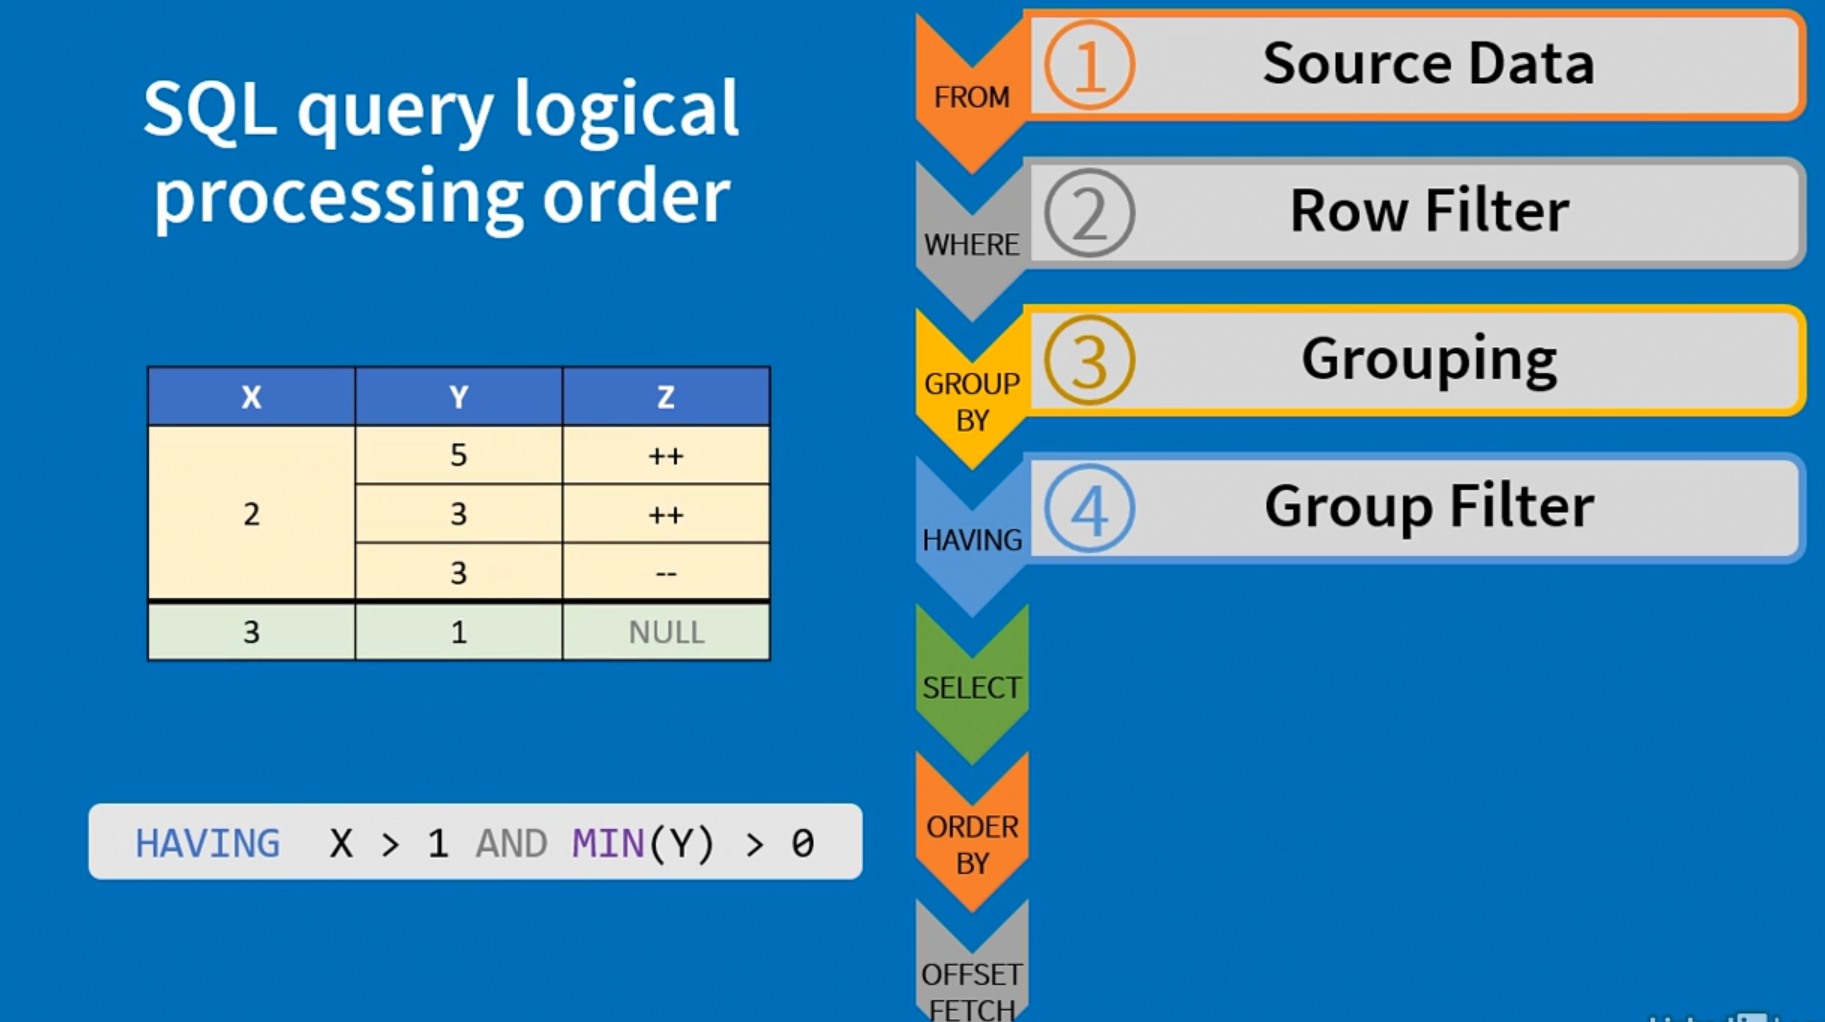 SQL query logical
processing order
X Y Z
2
5 ++
3 ++
3 --
3 1 NULL
HAVING X > 1 AND MIN(Y) > 0
FROM
1 Source Data
WHERE
2 Row Filter
GROUP
BY
3 Grouping
HAVING
4 Group Filter
SELECT
ORDER
BY
OFFSET
FETCH